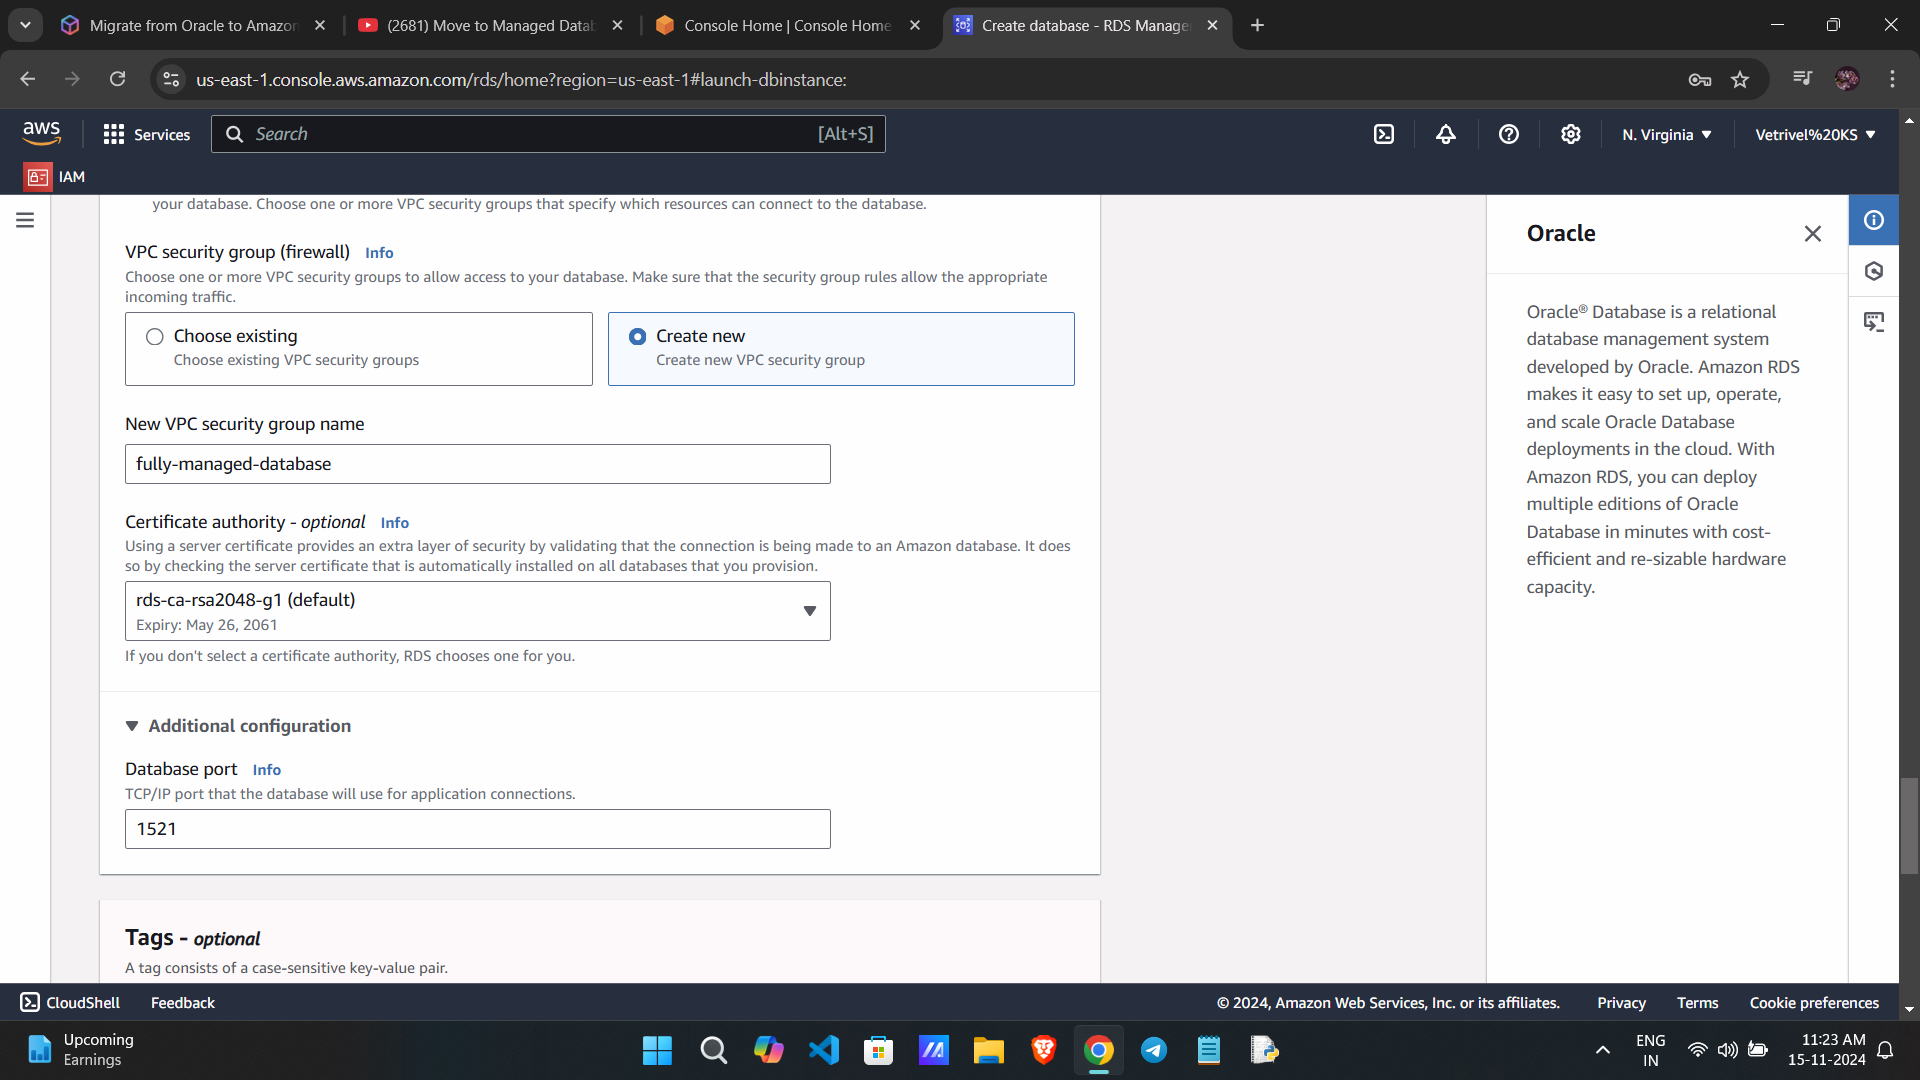 Migrate from Oracle to Amazon
(2681) Move to Managed Datab
Console Home | Console Home
Create database - RDS Manage
us-east-1.console.aws.amazon.com/rds/home?region=us-east-1#launch-dbinstance:
aws
Services
Search
[Alt+S]
N. Virginia
Vetrivel%20KS
IAM
your database. Choose one or more VPC security groups that specify which resources can connect to the database.
VPC security group (firewall) Info
Choose one or more VPC security groups to allow access to your database. Make sure that the security group rules allow the appropriate
incoming traffic.
Choose existing
Choose existing VPC security groups
Create new
Create new VPC security group
New VPC security group name
fully-managed-database
Certificate authority - optional Info
Using a server certificate provides an extra layer of security by validating that the connection is being made to an Amazon database. It does
so by checking the server certificate that is automatically installed on all databases that you provision.
rds-ca-rsa2048-g1 (default)
Expiry: May 26, 2061
If you don't select a certificate authority, RDS chooses one for you.
Additional configuration
Database port Info
TCP/IP port that the database will use for application connections.
1521
Tags - optional
A tag consists of a case-sensitive key-value pair.
Oracle
Oracle® Database is a relational
database management system
developed by Oracle. Amazon RDS
makes it easy to set up, operate,
and scale Oracle Database
deployments in the cloud. With
Amazon RDS, you can deploy
multiple editions of Oracle
Database in minutes with cost-
efficient and re-sizable hardware
capacity.
CloudShell
Feedback
© 2024, Amazon Web Services, Inc. or its affiliates.
Privacy
Terms
Cookie preferences
Upcoming
Earnings
ENG
IN
11:23 AM
15-11-2024